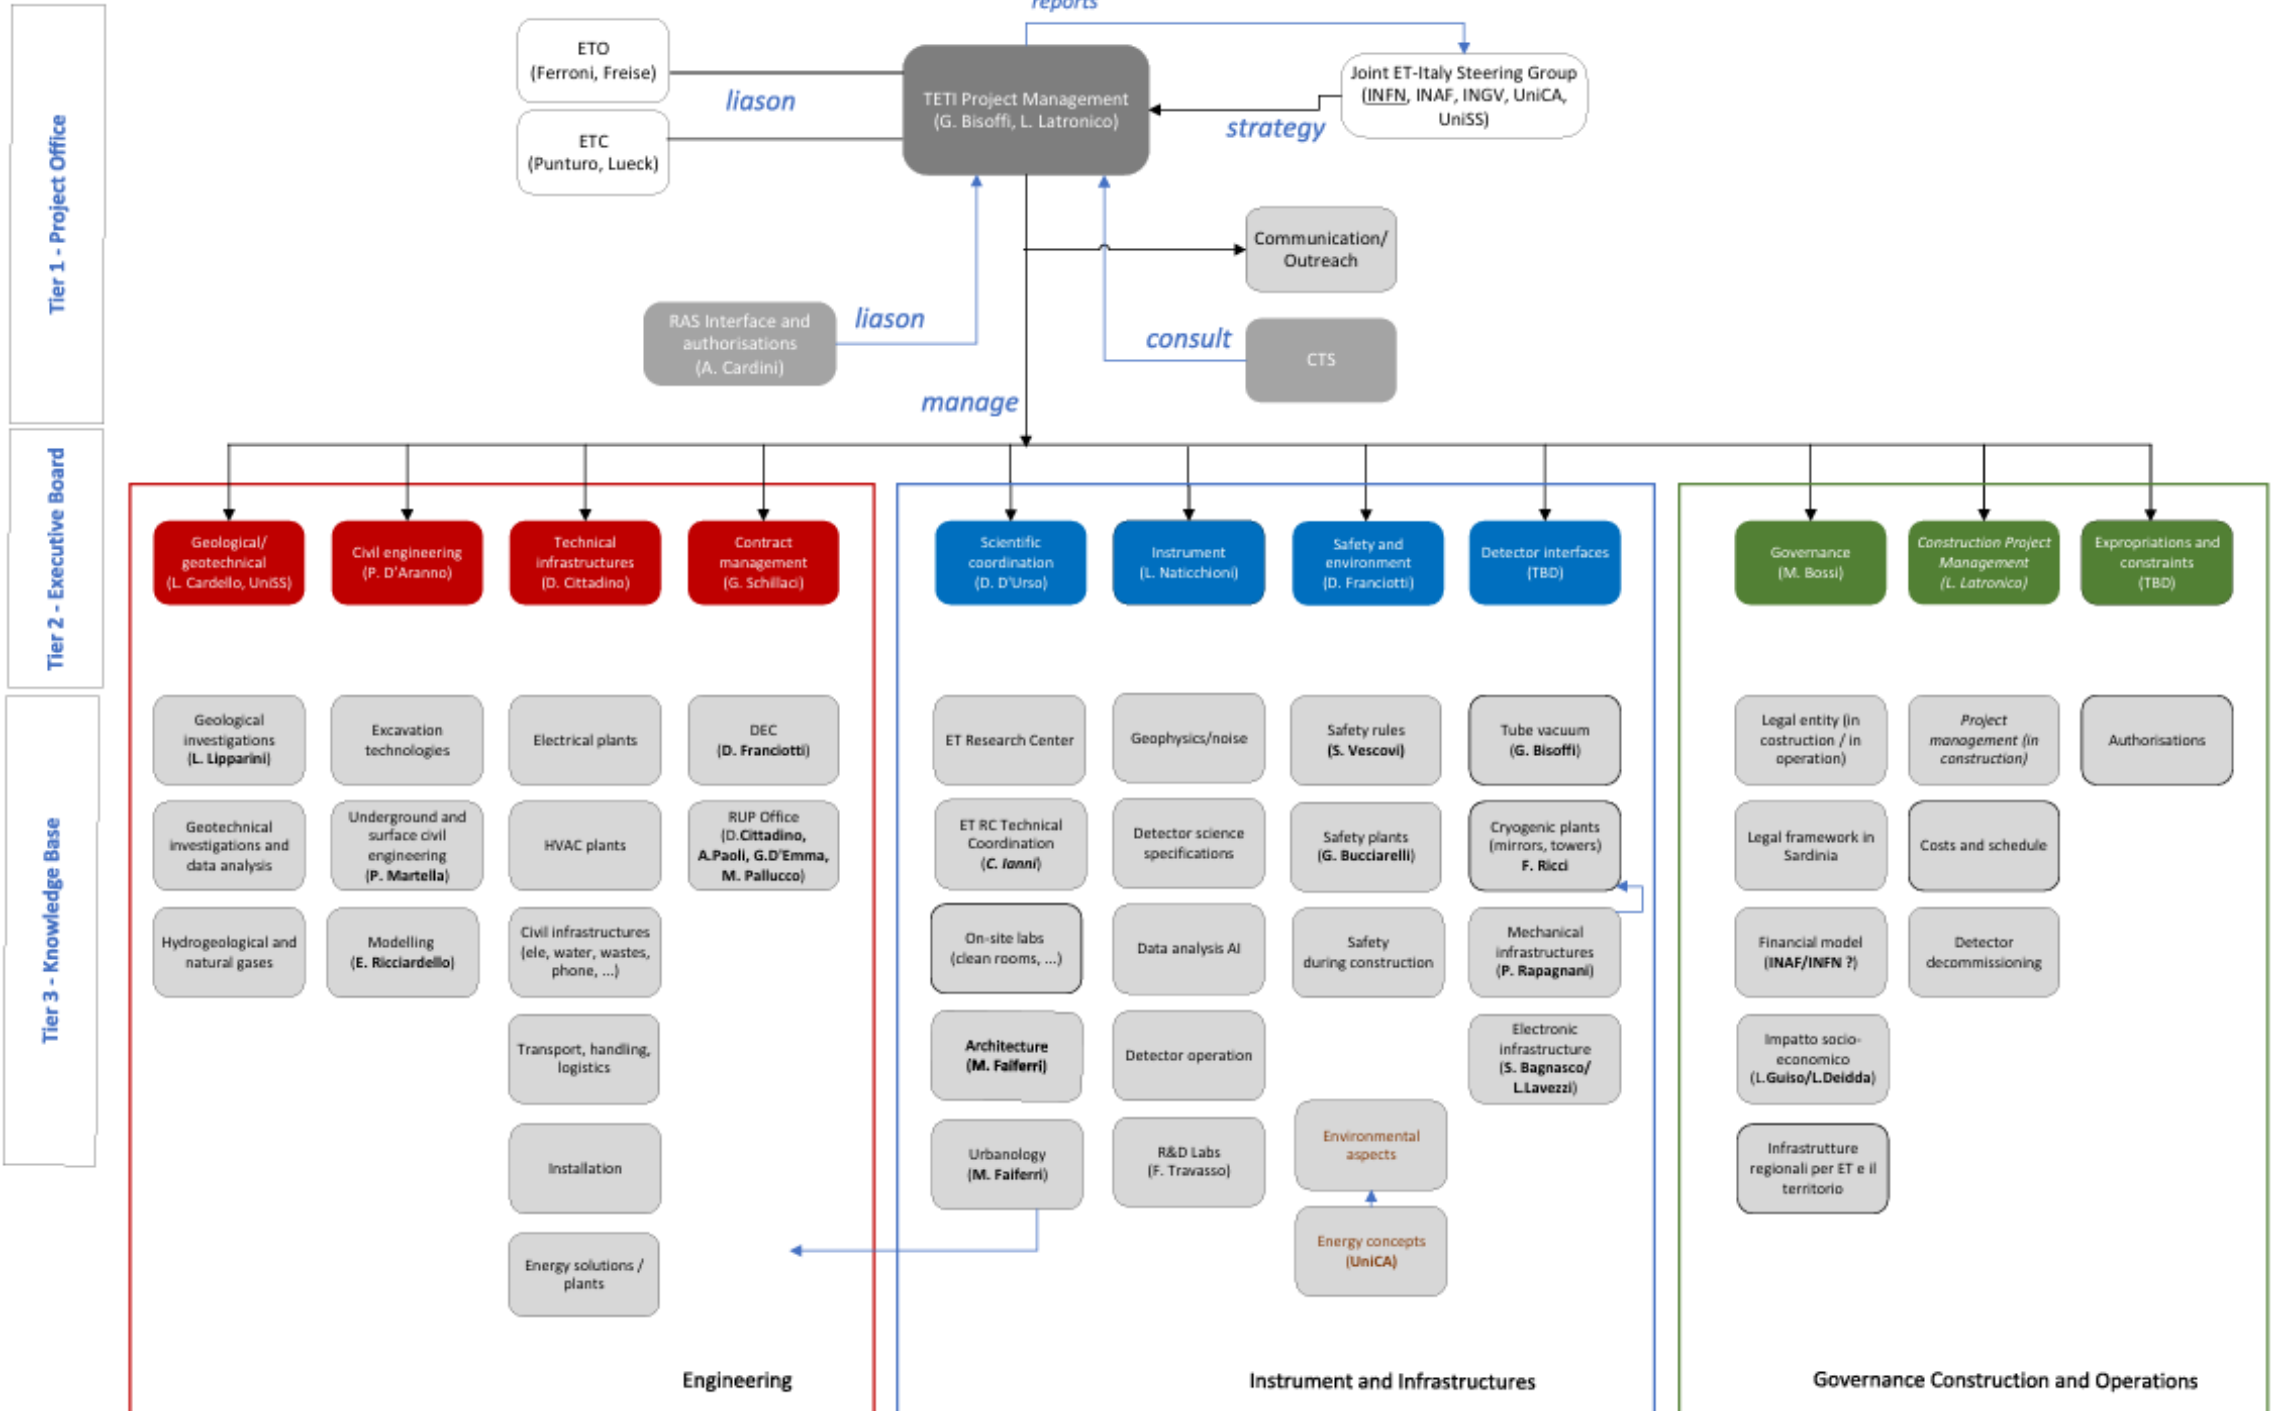 reports
ETO
(Ferroni, Freise)
liason
ETC
(Punturo, Lueck)
TETI Project Management
(G. Bisoffi, L. Latronico)
Joint ET-Italy Steering Group
(INFN, INAF, INGV, UniCA,
UniSS)
strategy
Communication/
Outreach
RAS Interface and
authorisations
(A. Cardini)
liason
consult
CTS
manage
Tier 1 - Project Office
Tier 2 - Executive Board
Tier 3 - Knowledge Base
Geological/
geotechnical
(L. Cardello, UniSS)
Civil engineering
(P. D'Aranno)
Technical
infrastructures
(D. Cittadino)
Contract
management
(G. Schillaci)
Scientific
coordination
(D. D'Urso)
Instrument
(L. Naticchioni)
Safety and
environment
(D. Franciotti)
Detector interfaces
(TBD)
Governance
(M. Bossi)
Construction Project
Management
(L. Latronico)
Expropriations and
constraints
(TBD)
Geological
investigations
(L. Lipparini)
Geotechnical
investigations and
data analysis
Hydrogeological and
natural gases
Excavation
technologies
Underground and
surface civil
engineering
(P. Martella)
Modelling
(E. Ricciardello)
Electrical plants
HVAC plants
Civil infrastructures
(ele, water, wastes,
phone, ...)
Transport, handling,
logistics
Installation
Energy solutions /
plants
DEC
(D. Franciotti)
RUP Office
(D.Cittadino,
A.Paoli, G.D'Emma,
M. Pallucco)
Engineering
ET Research Center
ET RC Technical
Coordination
(C. Ianni)
On-site labs
(clean rooms, ...)
Architecture
(M. Faiferri)
Urbanology
(M. Faiferri)
Geophysics/noise
Detector science
specifications
Data analysis AI
Detector operation
R&D Labs
(F. Travasso)
Safety rules
(S. Vescovi)
Safety plants
(G. Bucciarelli)
Safety
during construction
Environmental
aspects
Energy concepts
(UniCA)
Tube vacuum
(G. Bisoffi)
Cryogenic plants
(mirrors, towers)
F. Ricci
Mechanical
infrastructures
(P. Rapagnani)
Electronic
infrastructure
(S. Bagnasco/
L.Lavezzi)
Instrument and Infrastructures
Legal entity (in
costruction / in
operation)
Legal framework in
Sardinia
Financial model
(INAF/INFN ?)
Impatto socio-
economico
(L.Guiso/L.Deidda)
Infrastrutture
regionali per ET e il
territorio
Project
management (in
construction)
Costs and schedule
Detector
decommissioning
Authorisations
Governance Construction and Operations